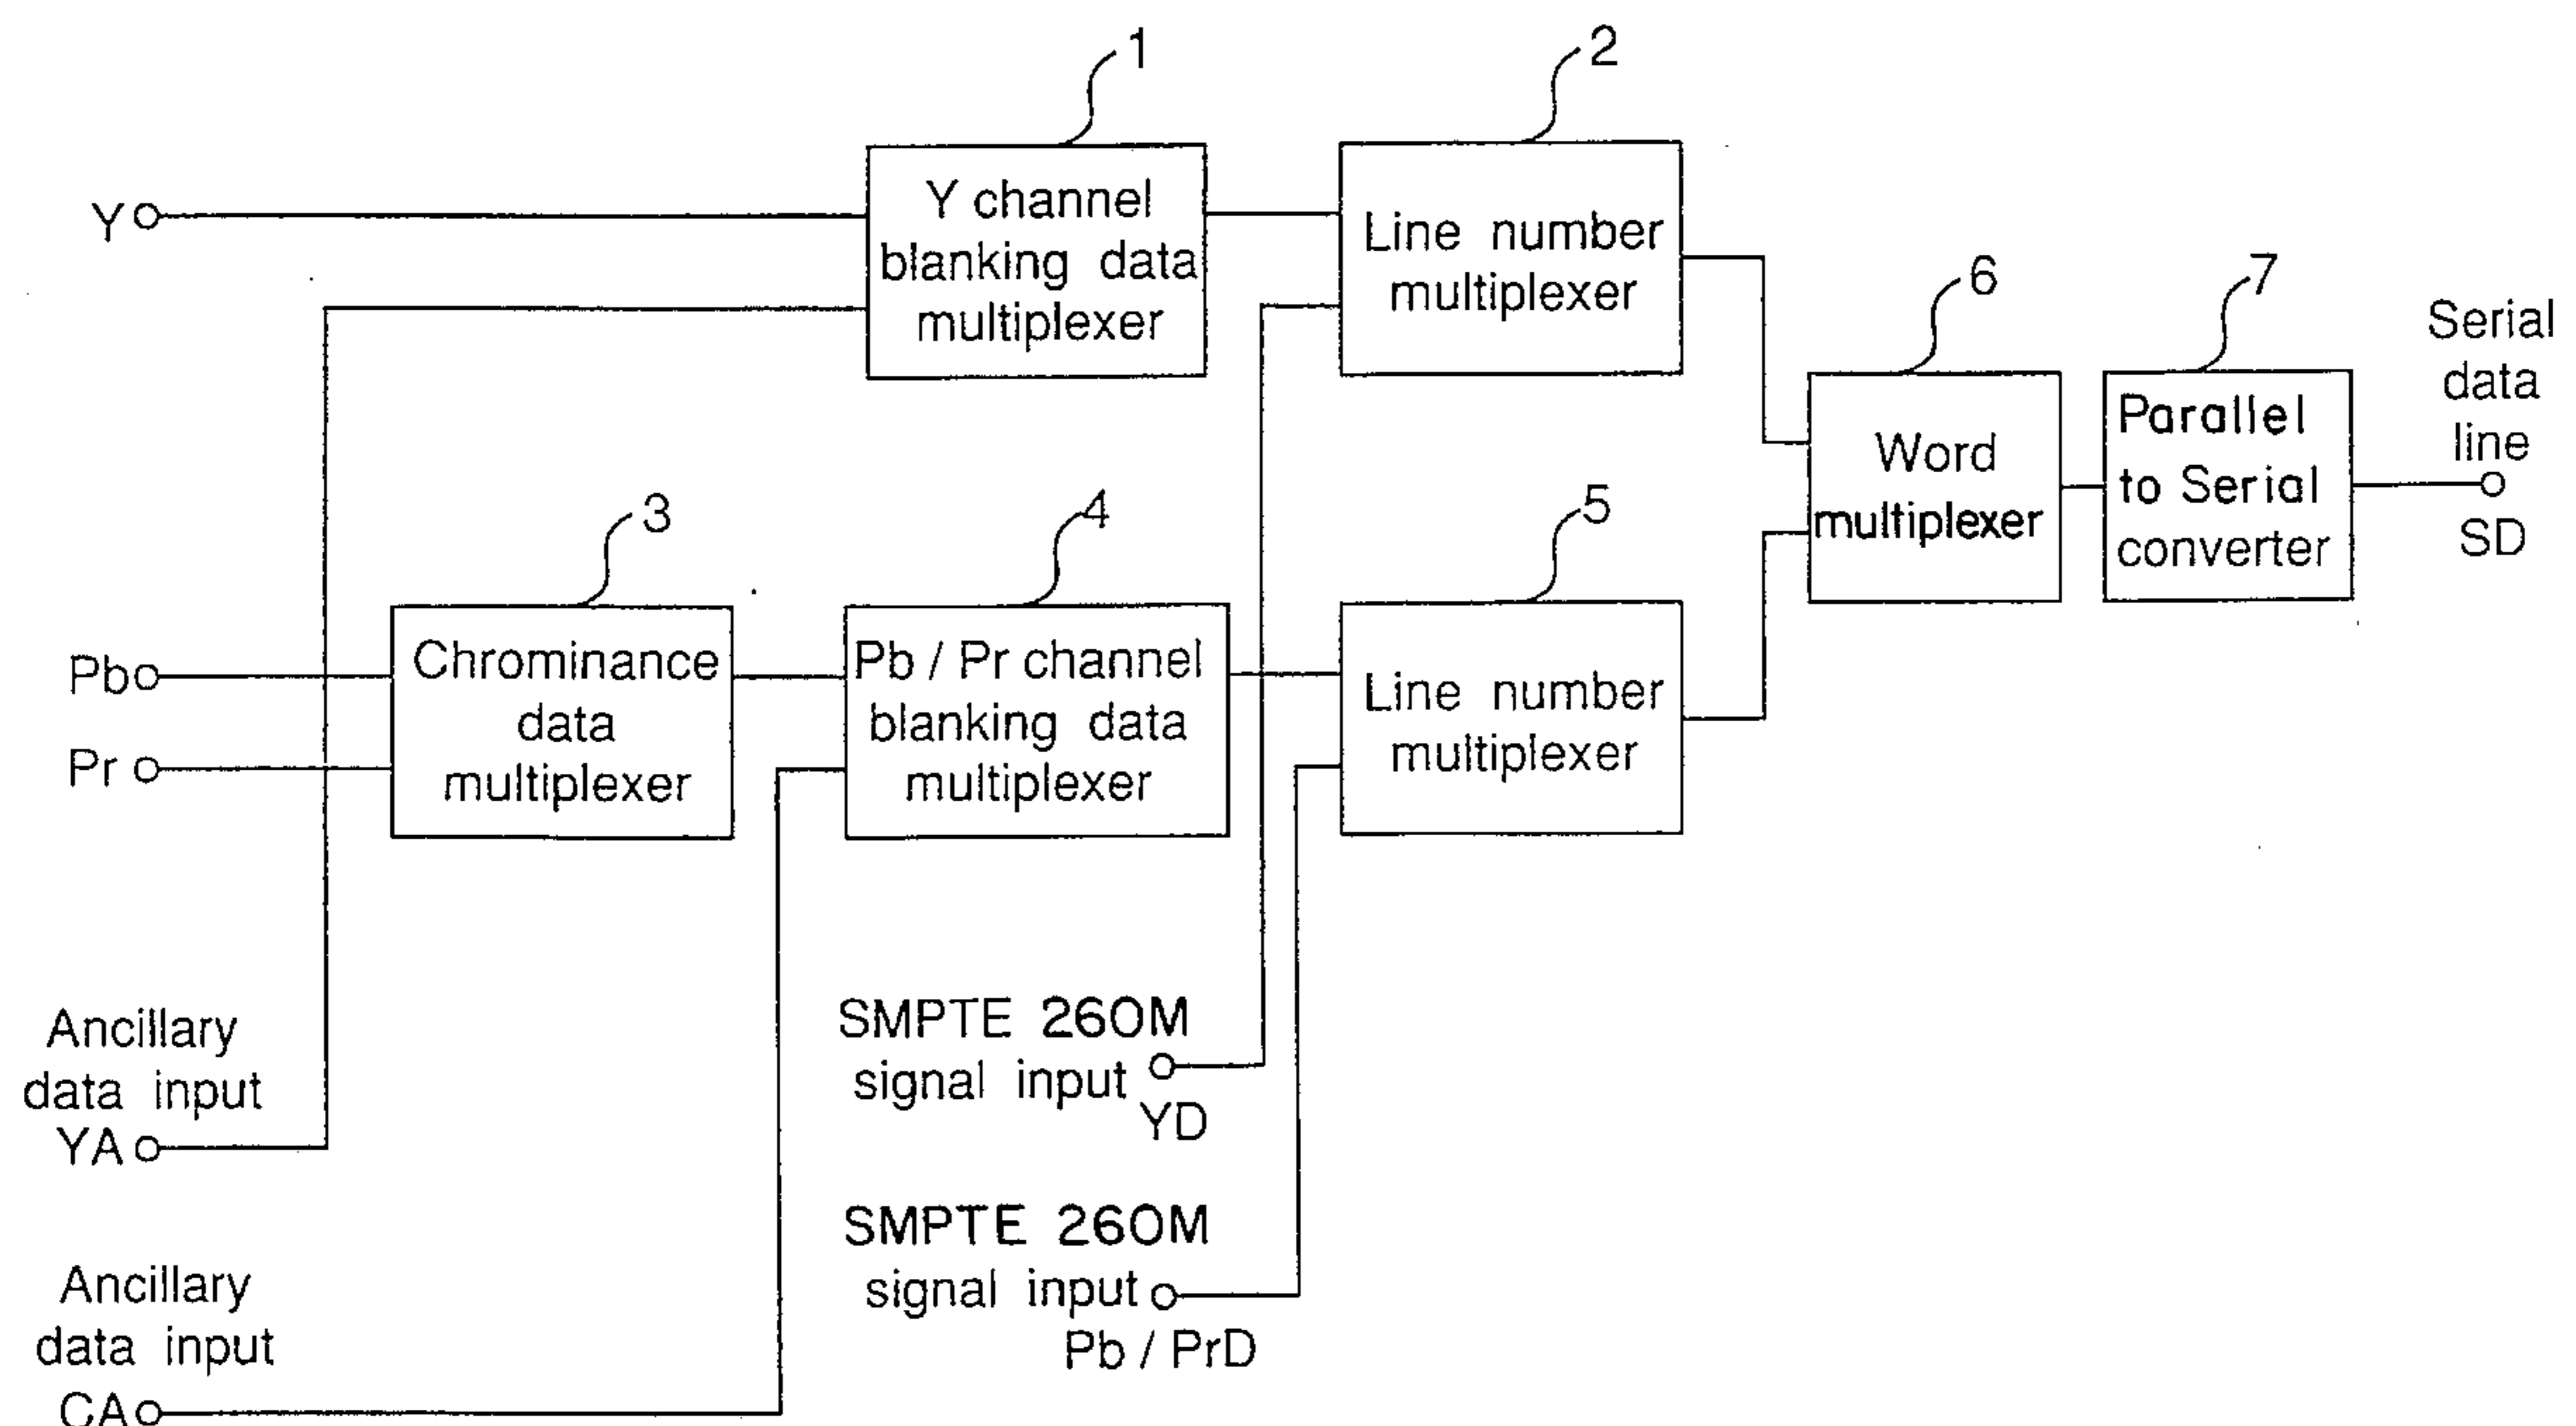 1
2
Y
Y channel
blanking data
multiplexer
Line number
multiplexer
6
7
Serial
data
line
SD
Word
multiplexer
Parallel
to Serial
converter
3
4
5
Pb
Pr
Chrominance
data
multiplexer
Pb / Pr channel
blanking data
multiplexer
Line number
multiplexer
Ancillary
data input
YA
SMPTE 260M
signal input
YD
SMPTE 260M
signal input
Pb / PrD
Ancillary
data input
CA